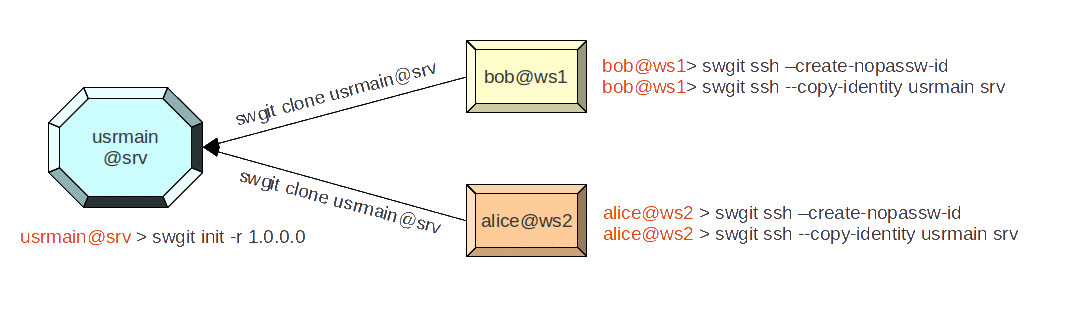 usrmain
@srv
usrmain@srv > swgit init -r 1.0.0.0
swgit clone usrmain@srv
swgit clone usrmain@srv
bob@ws1
bob@ws1> swgit ssh –create-nopassw-id
bob@ws1> swgit ssh --copy-identity usrmain srv
alice@ws2
alice@ws2 > swgit ssh –create-nopassw-id
alice@ws2 > swgit ssh --copy-identity usrmain srv